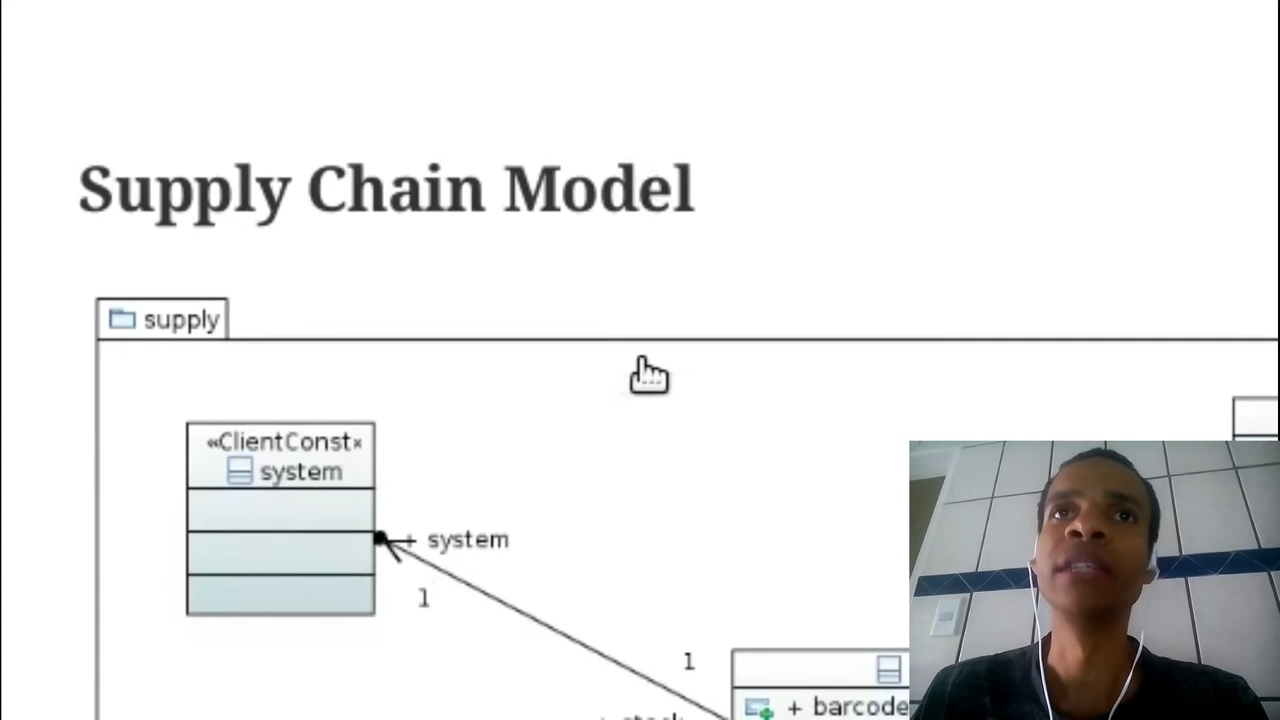 Supply Chain Model
supply
«ClientConst»
system
+ system
1
1
+ barcode